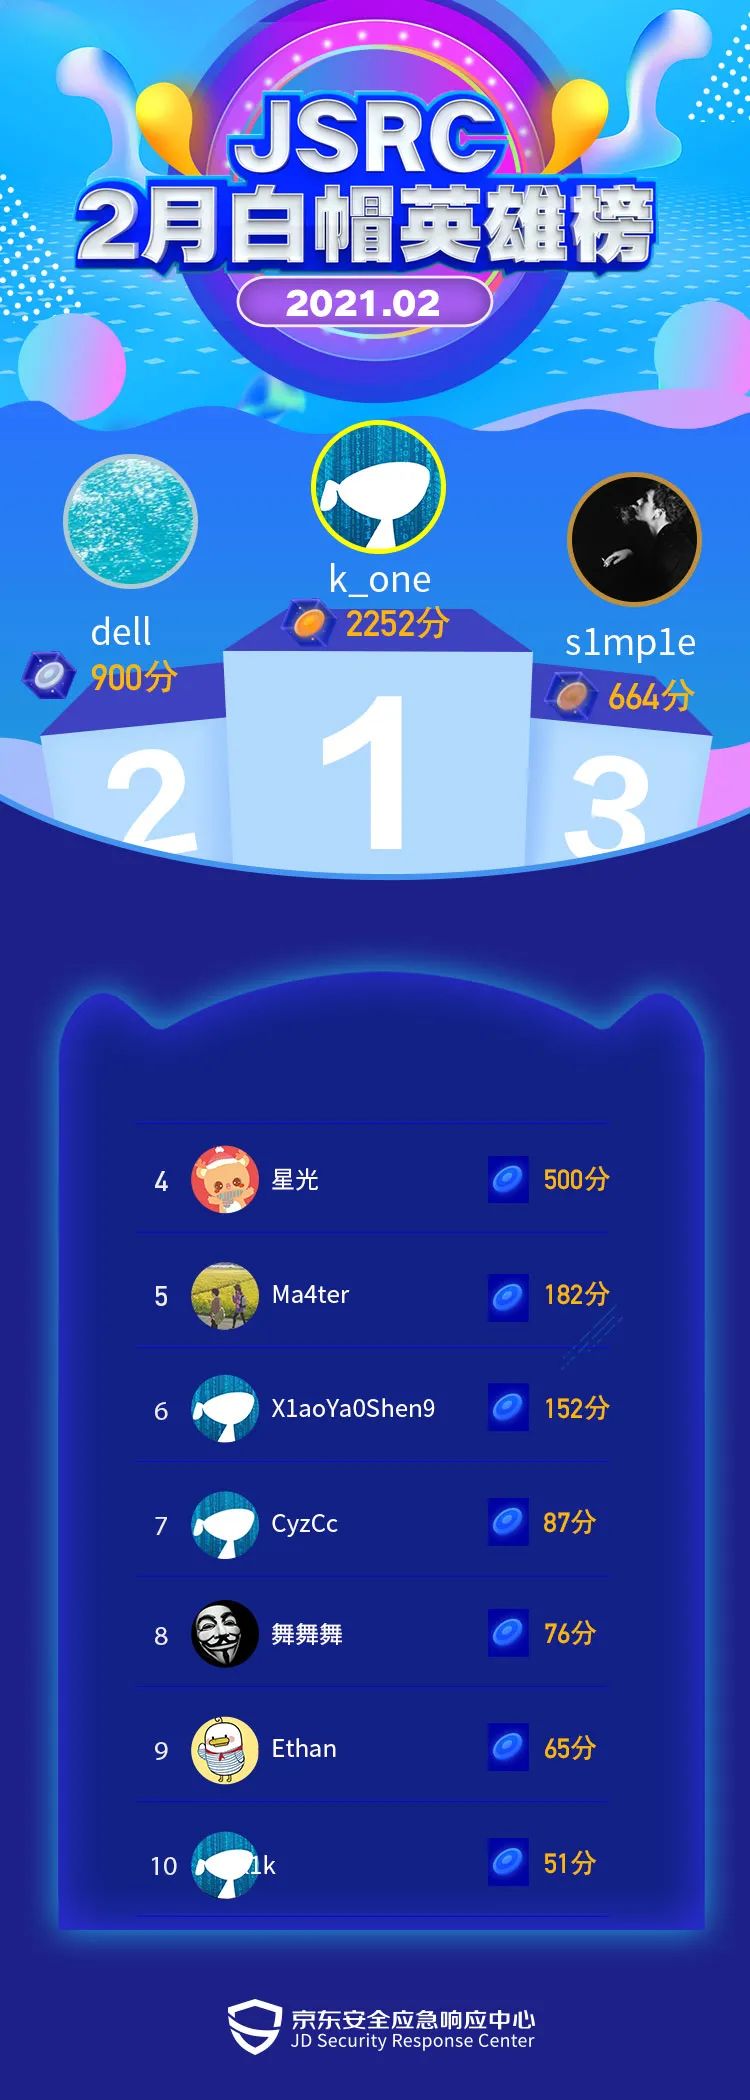 JSRC
2月白帽英雄榜
2021.02
k_one
2252分
dell
900分
s1mp1e
664分
1
2
3
4 星光 500分
5 Ma4ter 182分
6 X1aoYa0Shen9 152分
7 CyzCc 87分
8 舞舞舞 76分
9 Ethan 65分
10 1k 51分
京东安全应急响应中心
JD Security Response Center